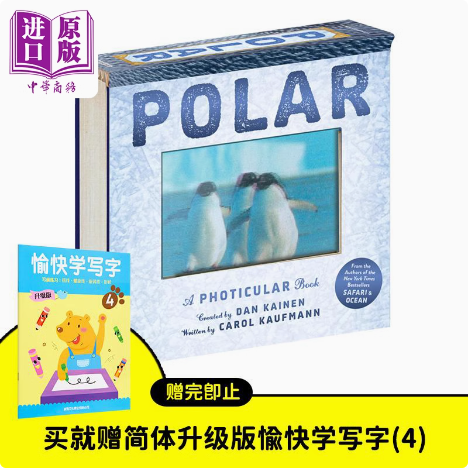 进口
原版
中华商务
POLAR
POLAR
A PHOTICULAR Book
Created by DAN KAINEN
Written by CAROL KAUFMANN
From the
Authors of the
New York Times
Bestsellers
SAFARI &
OCEAN
愉快学写字
升级版
4
赠完即止
买就赠简体升级版愉快学写字(4)